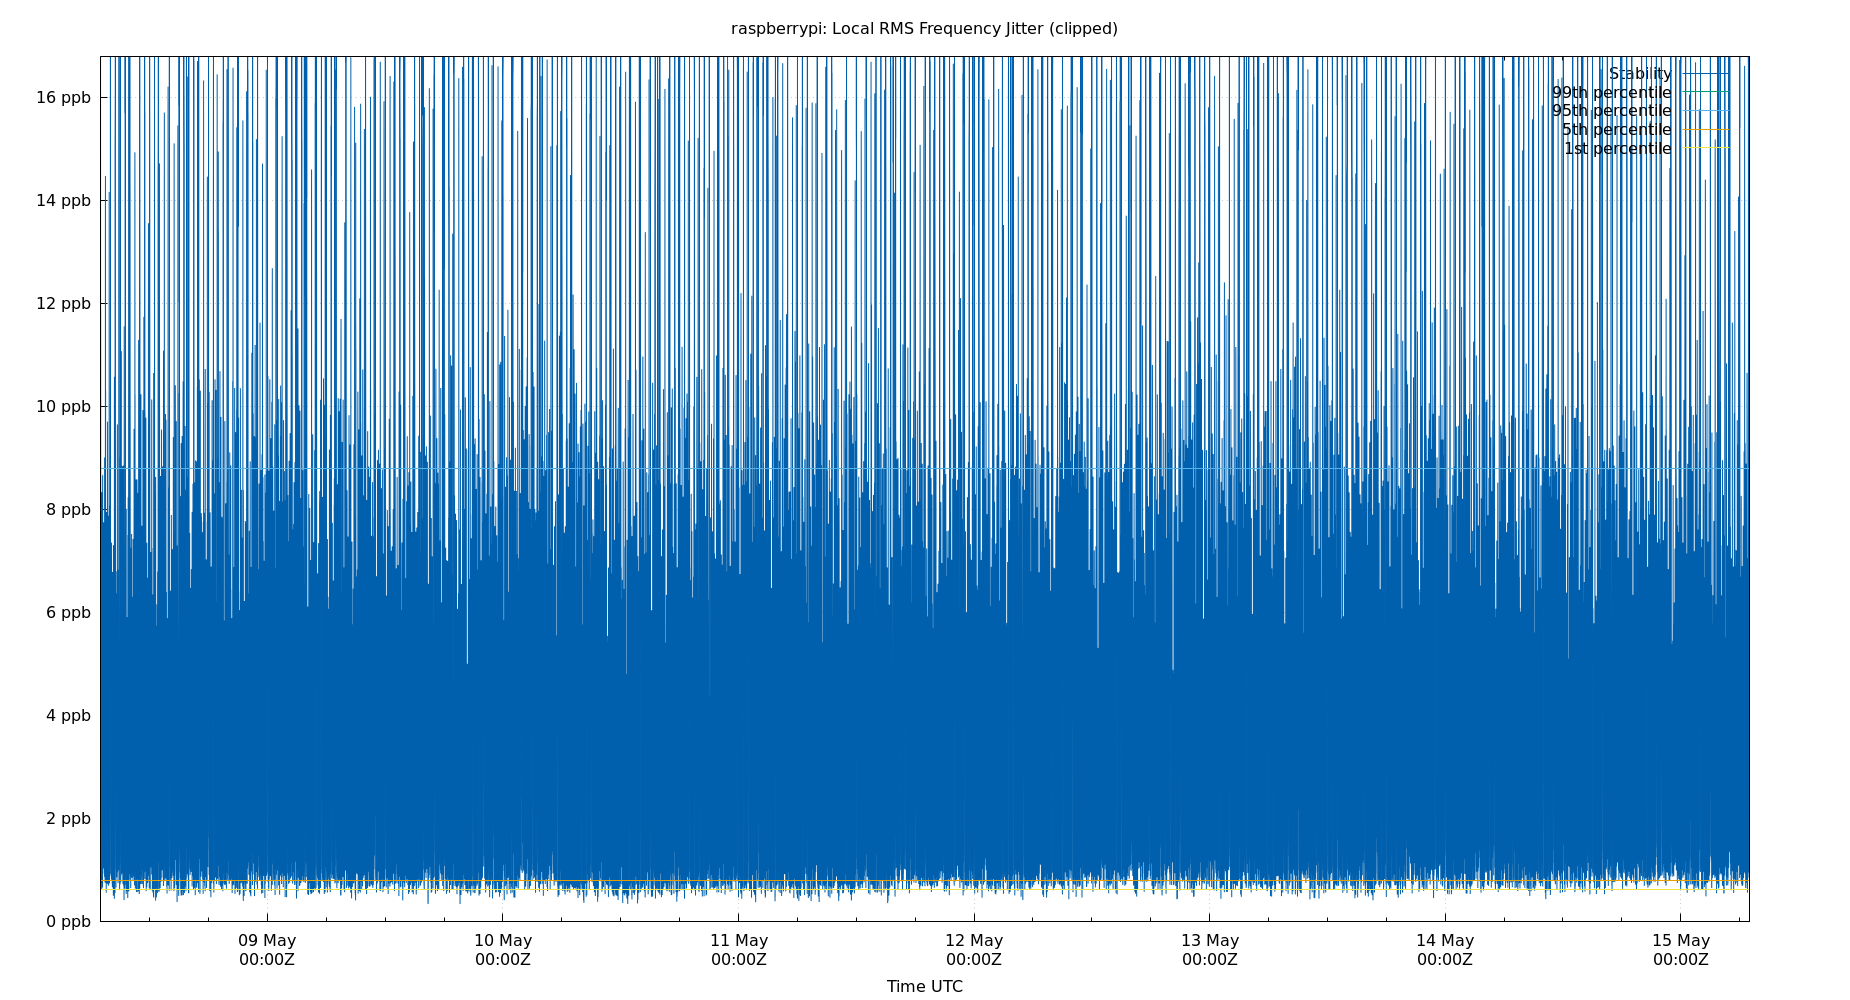 raspberrypi: Local RMS Frequency Jitter (clipped)
Stability
99th percentile
95th percentile
5th percentile
1st percentile
16 ppb
14 ppb
12 ppb
10 ppb
8 ppb
6 ppb
4 ppb
2 ppb
0 ppb
09 May 10 May 11 May 12 May 13 May 14 May 15 May
00:00Z 00:00Z 00:00Z 00:00Z 00:00Z 00:00Z 00:00Z
Time UTC